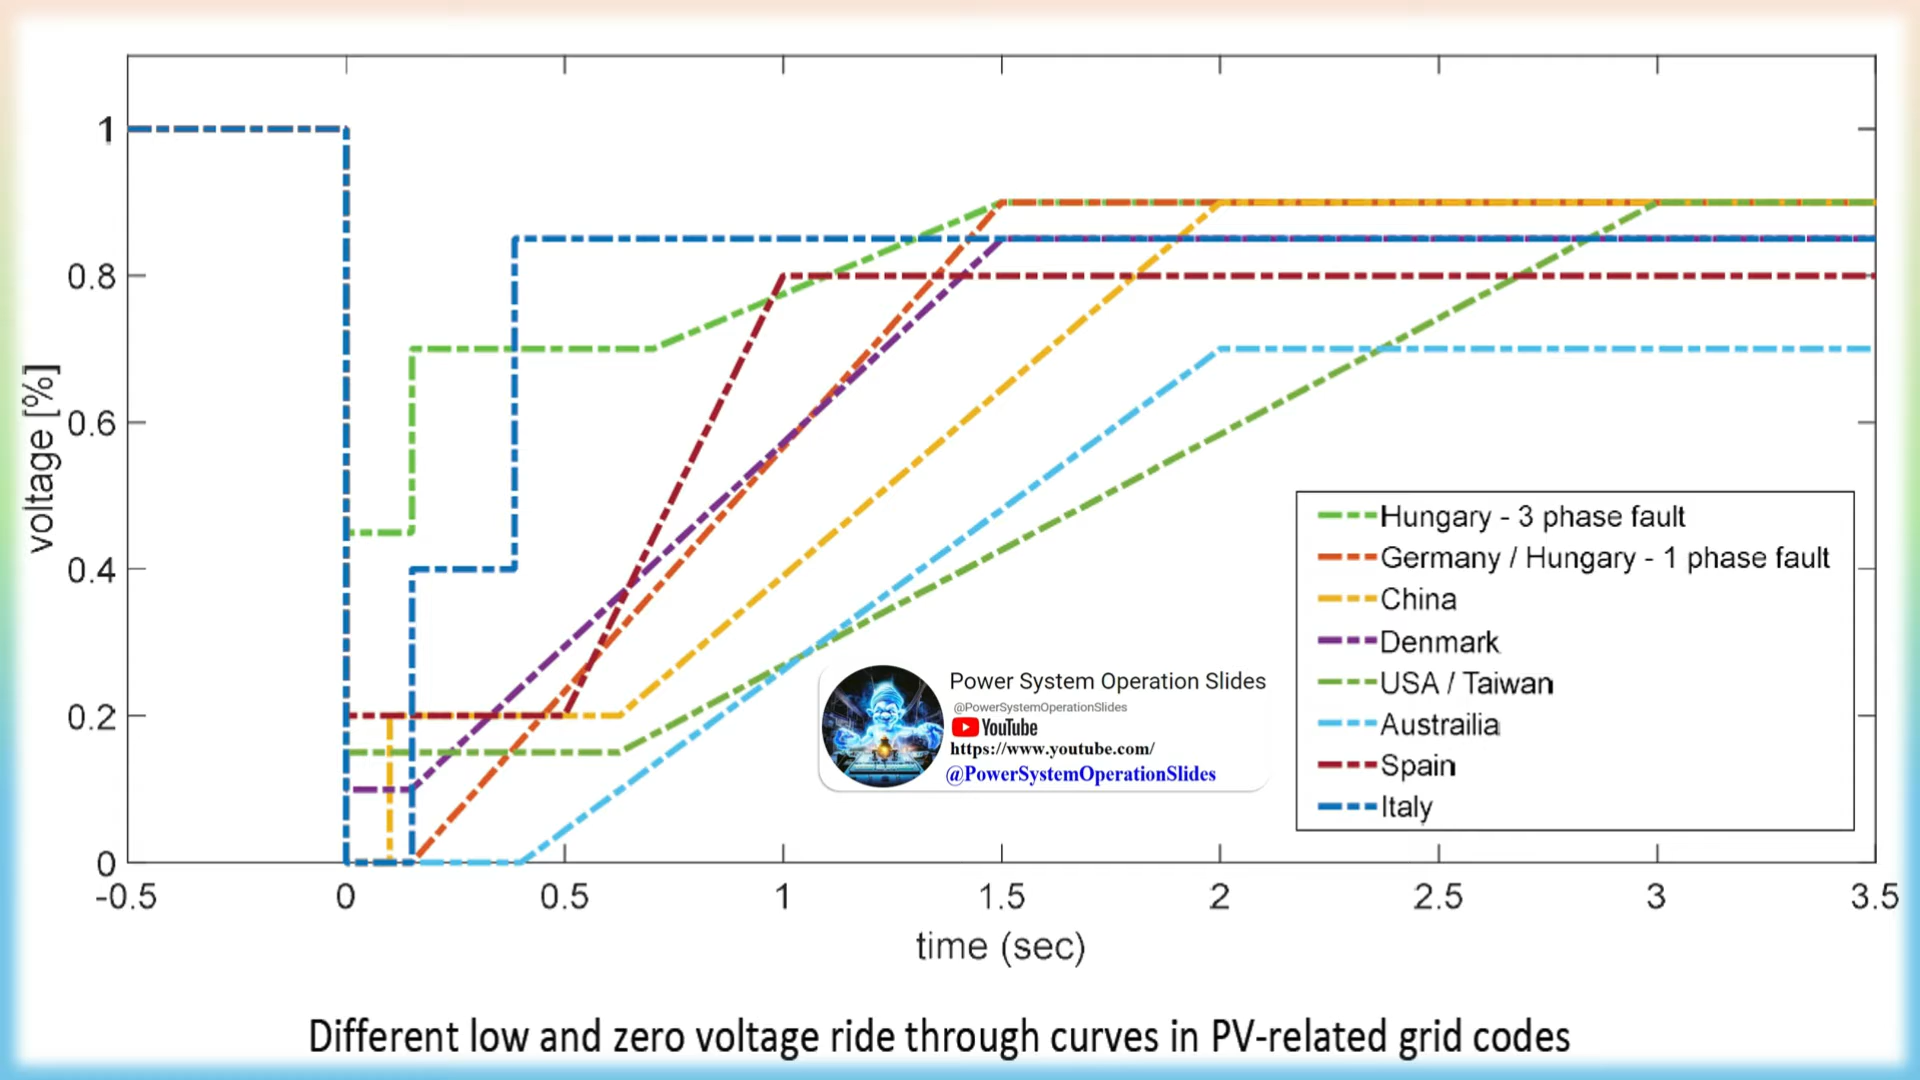 1
0.8
0.6
0.4
0.2
0
voltage [%]
-0.5 0 0.5 1 1.5 2 2.5 3 3.5
time (sec)
Hungary - 3 phase fault
Germany / Hungary - 1 phase fault
China
Denmark
USA / Taiwan
Austrailia
Spain
Italy
Power System Operation Slides
@PowerSystemOperationSlides
YouTube
https://www.youtube.com/
@PowerSystemOperationSlides
Different low and zero voltage ride through curves in PV-related grid codes